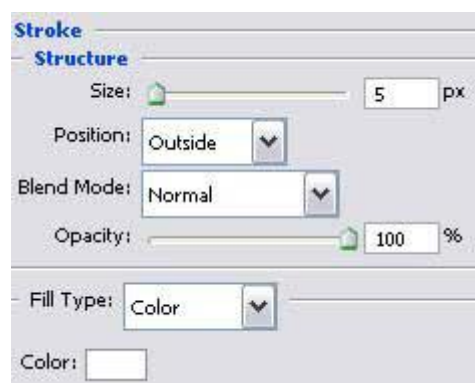 Stroke
Structure
Size: 5 px
Position: Outside
Blend Mode: Normal
Opacity: 100 %
Fill Type: Color
Color: